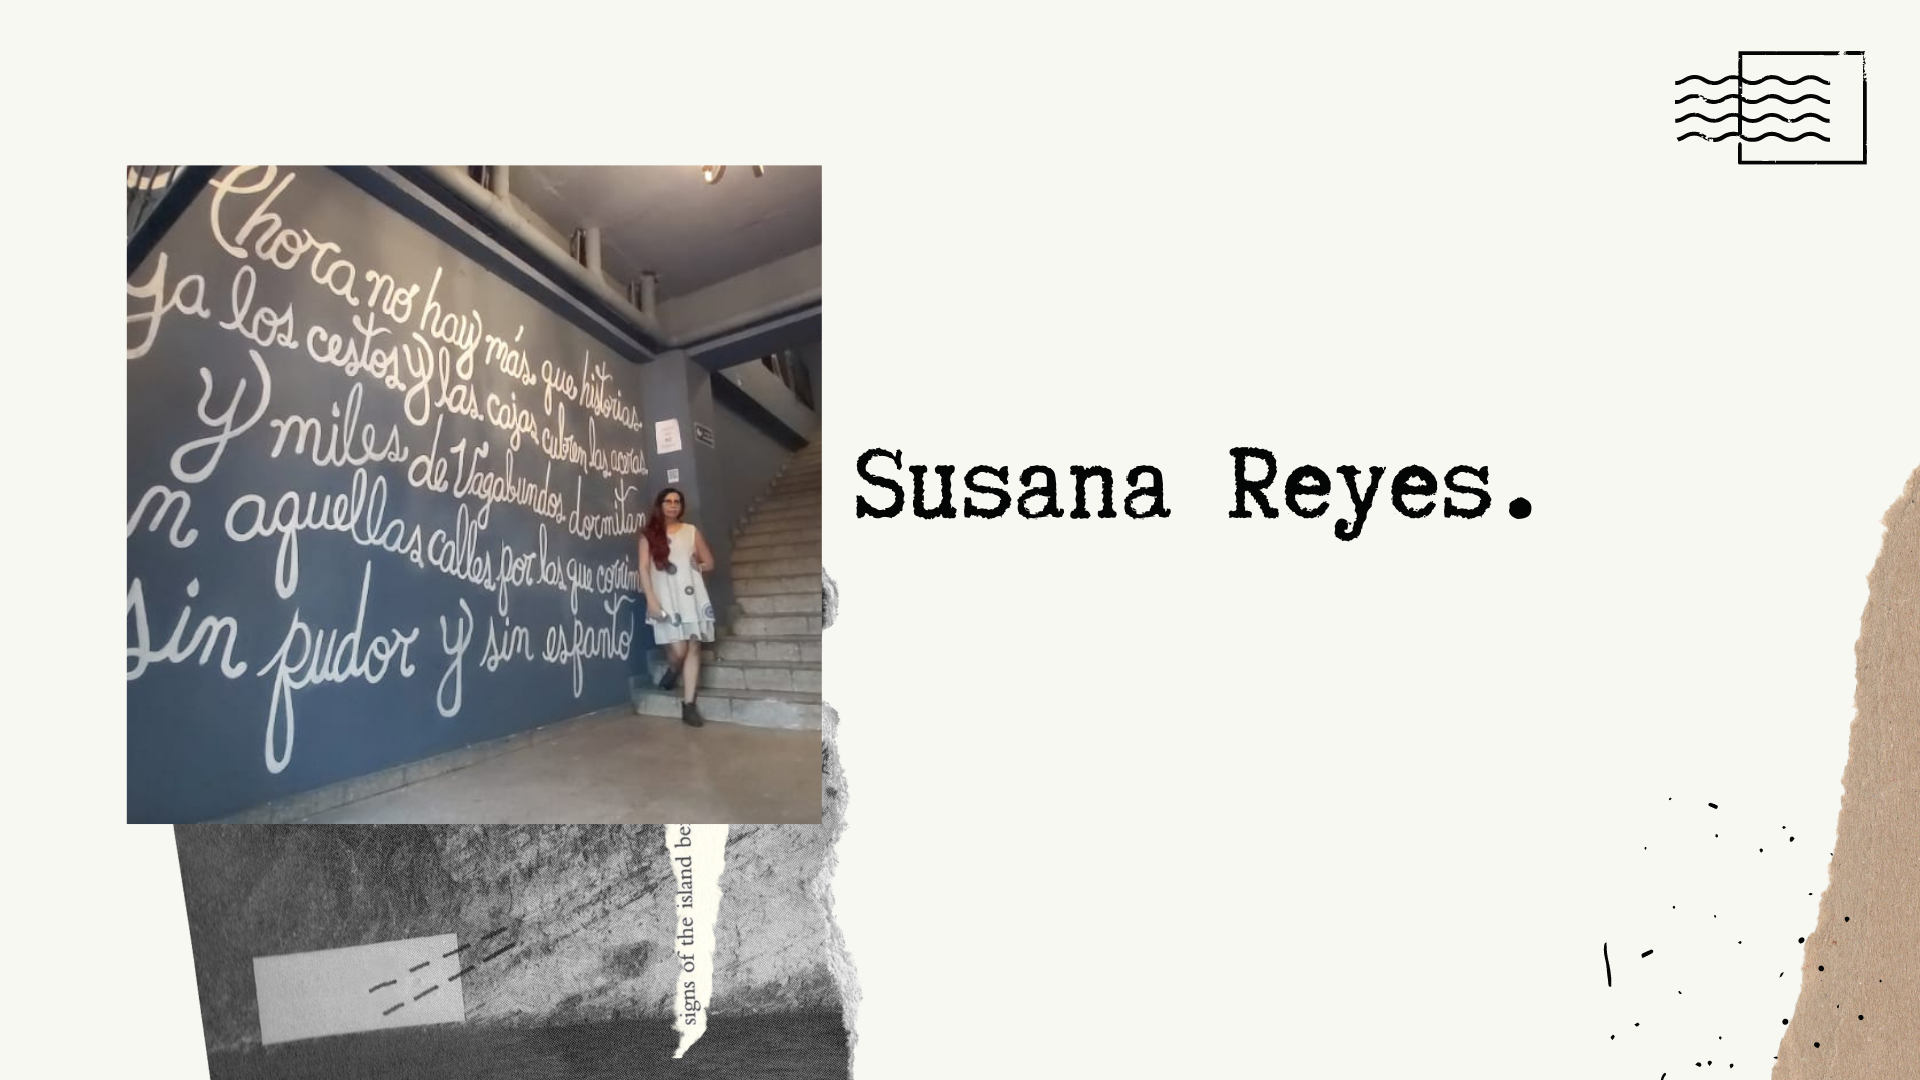 Ahora no hay más que historias
ya los cestos y las cajas cubren las aceras
y miles de Vagabundos dormitan
n aquellas calles por las que corrim
sin pudor y sin espanto
Susana Reyes.
signs of the island be